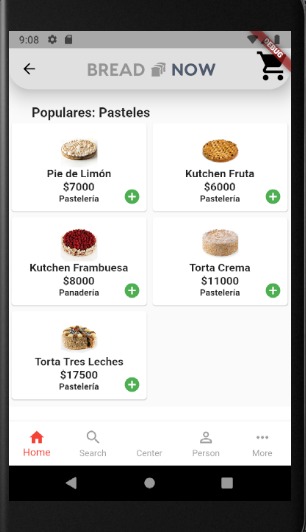 9:08
DEBUG
BREAD NOW
Populares: Pasteles
Pie de Limón
$7000
Pastelería
Kutchen Fruta
$6000
Pastelería
Kutchen Frambuesa
$8000
Panadería
Torta Crema
$11000
Pastelería
Torta Tres Leches
$17500
Pastelería
Home
Search
Center
Person
More